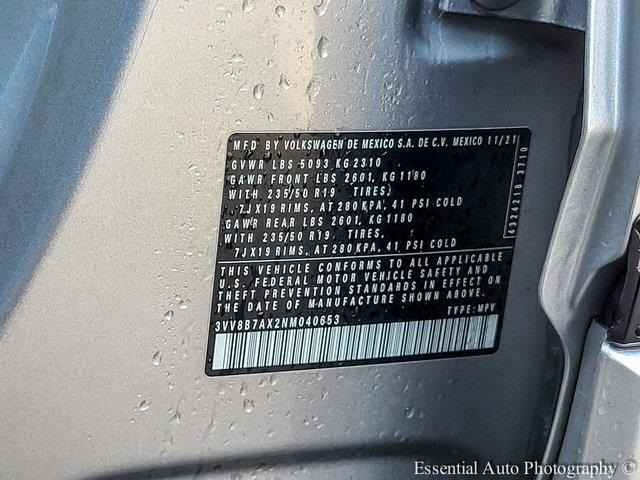 MFD BY VOLKSWAGEN DE MEXICO S.A. DE C.V. MEXICO 11/21
GVWR LBS 5093, KG 2310
GAWR FRONT LBS 2601, KG 1180
WITH 235/50 R19 TIRES,
7JX19 RIMS, AT 280 KPA, 41 PSI COLD
GAWR REAR LBS 2601, KG 1180
WITH 235/50 R19 TIRES,
7JX19 RIMS, AT 280 KPA, 41 PSI COLD
THIS VEHICLE CONFORMS TO ALL APPLICABLE
U.S. FEDERAL MOTOR VEHICLE SAFETY AND
THEFT PREVENTION STANDARDS IN EFFECT ON
THE DATE OF MANUFACTURE SHOWN ABOVE.
TYPE: MPV
3VV8B7AX2NM040653
4324218 3710
Essential Auto Photography ©